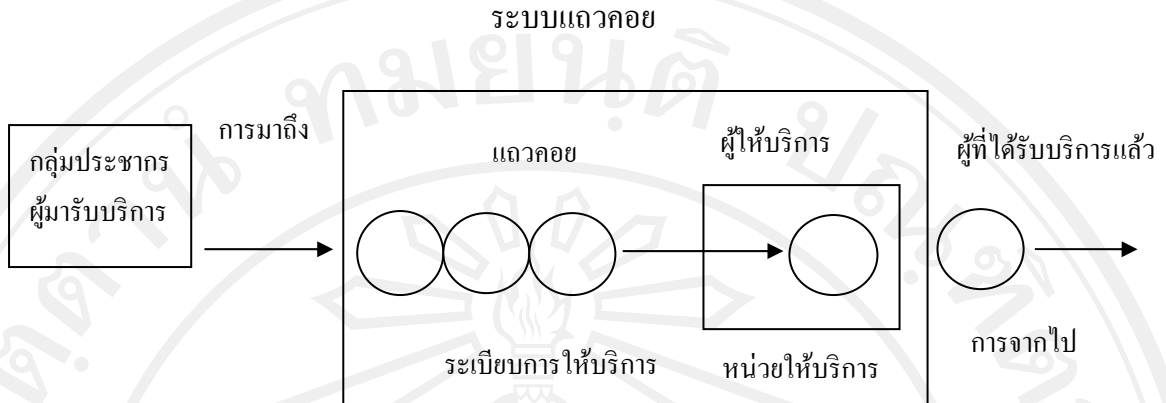 ระบบแถวคอย
กลุ่มประชากร
ผู้มารับบริการ
การมาถึง
แถวคอย
ผู้ให้บริการ
ผู้ที่ได้รับบริการแล้ว
ระเบียบการให้บริการ
หน่วยให้บริการ
การจากไป